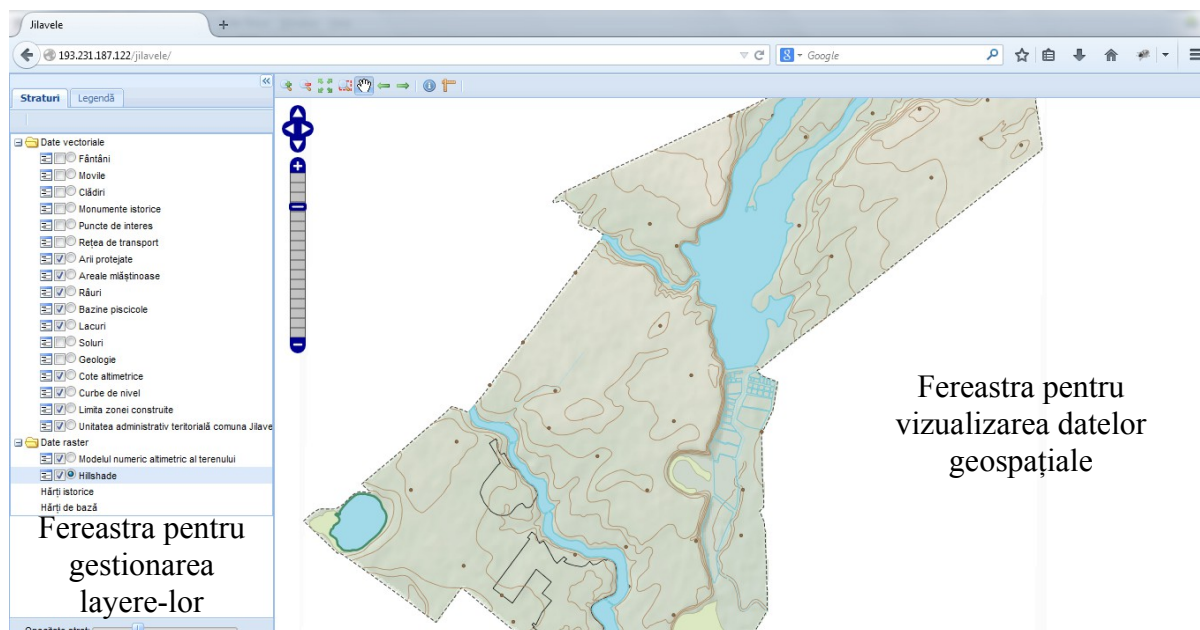 Jilavele
193.231.187.122/jilavele/
Google
Straturi
Legendă
Date vectoriale
Fântâni
Movile
Clădiri
Monumente istorice
Puncte de interes
Rețea de transport
Arii protejate
Areale mlăștinoase
Râuri
Bazine piscicole
Lacuri
Soluri
Geologie
Cote altimetrice
Curbe de nivel
Limita zonei construite
Unitatea administrativ teritorială comuna Jilave
Date raster
Modelul numeric altimetric al terenului
Hillshade
Hărți istorice
Hărți de bază
Fereastra pentru
gestionarea
layere-lor
Fereastra pentru
vizualizarea datelor
geospațiale